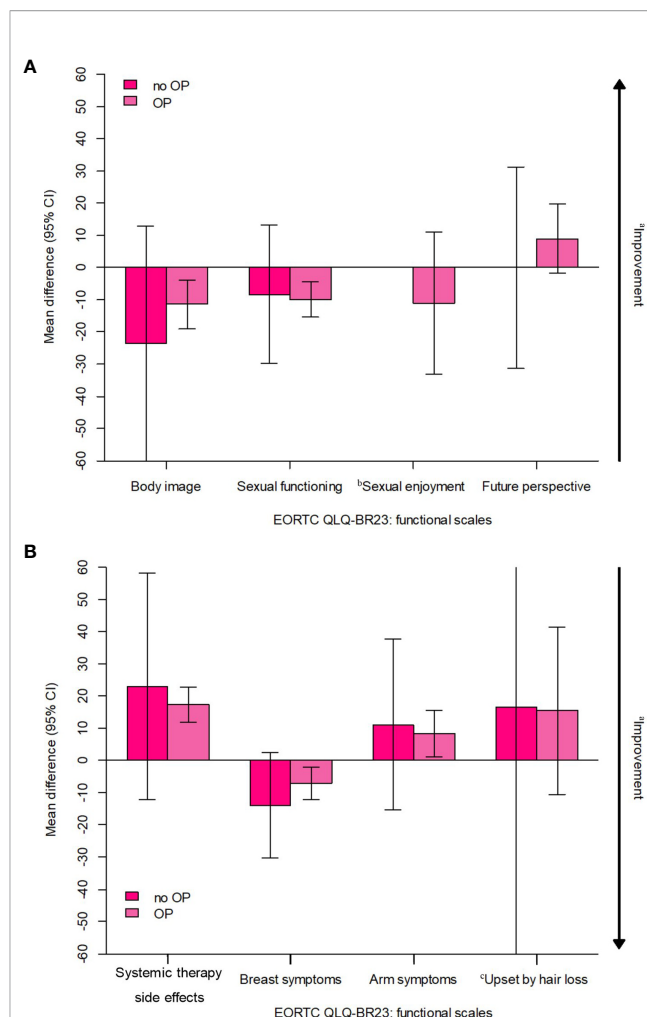 A
no OP
OP
60
50
40
30
20
10
0
-10
-20
-30
-40
-50
-60
Mean difference (95% CI)
ᵃImprovement
Body image
Sexual functioning
ᵇSexual enjoyment
Future perspective
EORTC QLQ-BR23: functional scales
B
60
50
40
30
20
10
0
-10
-20
-30
-40
-50
-60
Mean difference (95% CI)
ᵃImprovement
no OP
OP
Systemic therapy
side effects
Breast symptoms
Arm symptoms
ᶜUpset by hair loss
EORTC QLQ-BR23: functional scales